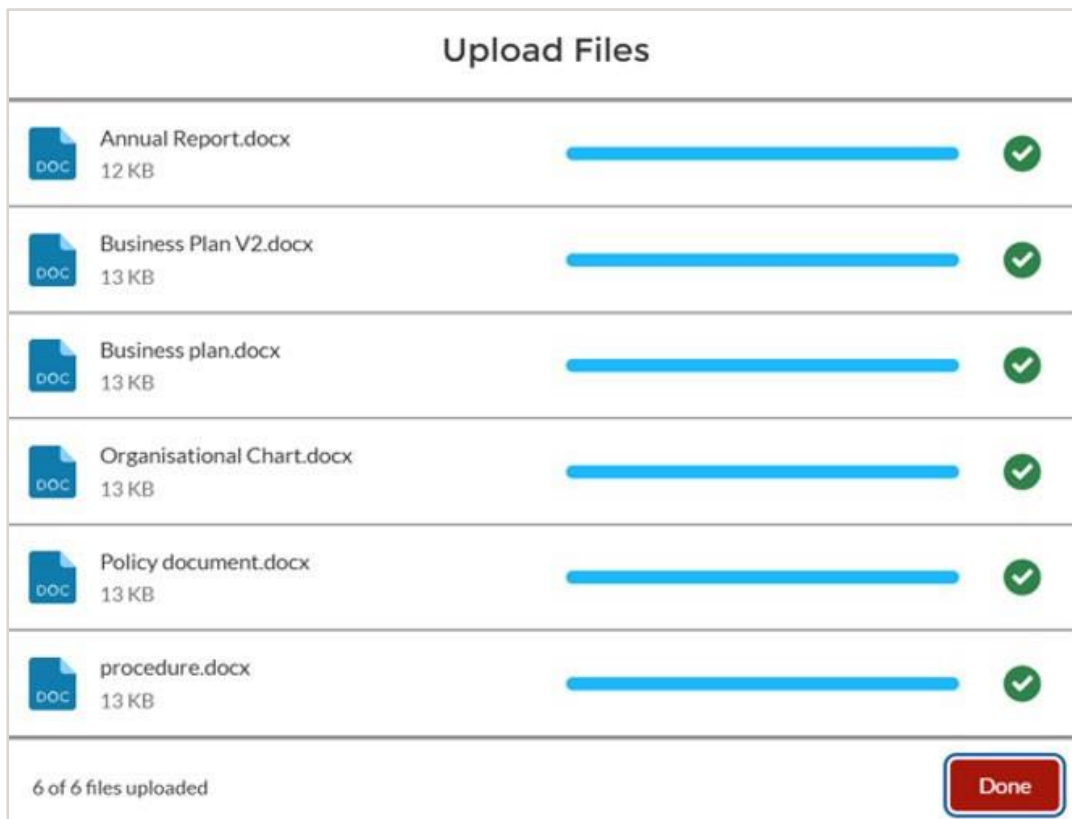 Upload Files
DOC
Annual Report.docx
12 KB
DOC
Business Plan V2.docx
13 KB
DOC
Business plan.docx
13 KB
DOC
Organisational Chart.docx
13 KB
DOC
Policy document.docx
13 KB
DOC
procedure.docx
13 KB
6 of 6 files uploaded
Done